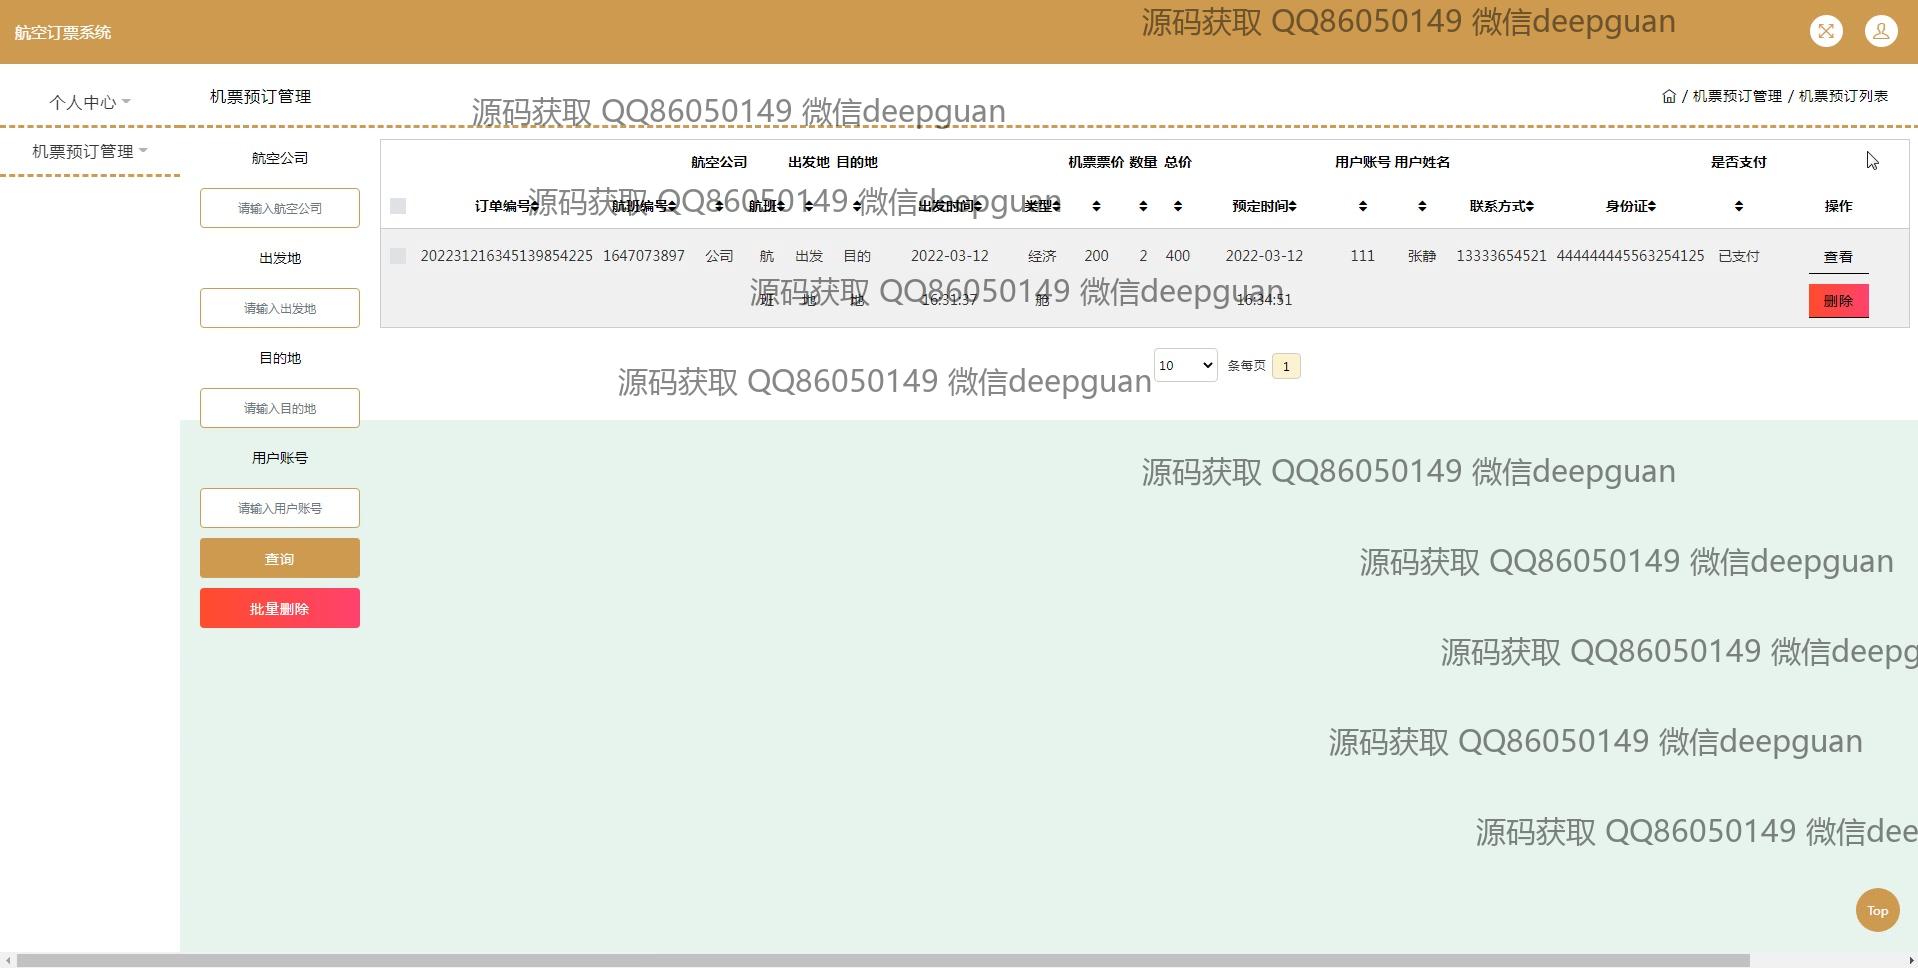 航空订票系统
源码获取 QQ86050149 微信deepguan
个人中心
机票预订管理
机票预订管理
/ 机票预订管理 / 机票预订列表
源码获取 QQ86050149 微信deepguan
航空公司
请输入航空公司
出发地
请输入出发地
目的地
请输入目的地
用户账号
请输入用户账号
查询
批量删除
航空公司 出发地 目的地 机票票价 数量 总价 用户账号 用户姓名 是否支付
订单编号 航班编号 航班 出发时间 类型 预定时间 联系方式 身份证 操作
源码获取 QQ86050149 微信deepguan
202231216345139854225 1647073897 公司 航 出发 目的 2022-03-12 经济 200 2 400 2022-03-12 111 张静 13333654521 444444445563254125 已支付 查看
班 地 地 16:31:37 舱 16:34:51 删除
源码获取 QQ86050149 微信deepguan
10 条每页 1
源码获取 QQ86050149 微信deepguan
源码获取 QQ86050149 微信deepguan
源码获取 QQ86050149 微信deepguan
源码获取 QQ86050149 微信deepg
源码获取 QQ86050149 微信deepguan
源码获取 QQ86050149 微信dee
Top